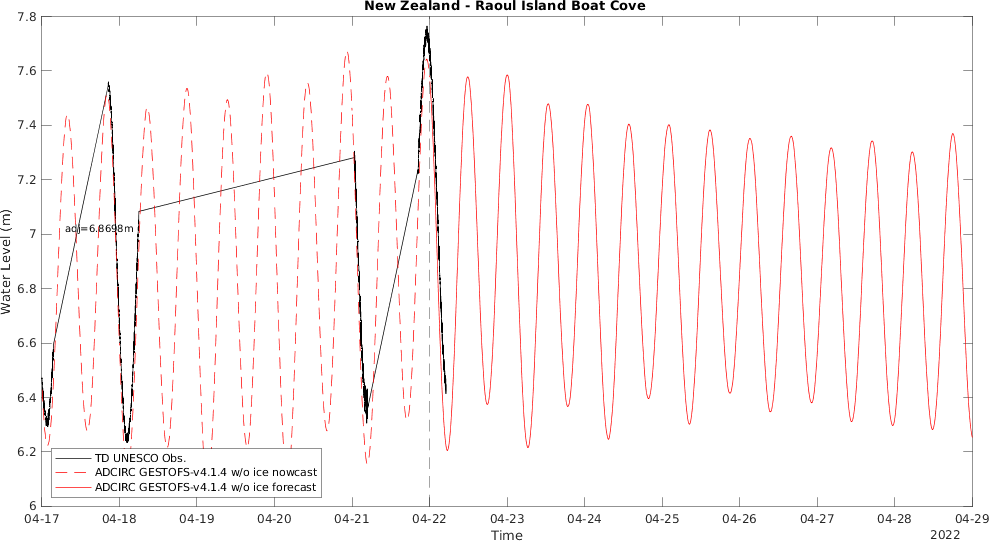 New Zealand - Raoul Island Boat Cove
7.8
7.6
7.4
7.2
7
6.8
6.6
6.4
6.2
6
Water Level (m)
adj=6.8698m
TD UNESCO Obs.
ADCIRC GESTOFS-v4.1.4 w/o ice nowcast
ADCIRC GESTOFS-v4.1.4 w/o ice forecast
04-17 04-18 04-19 04-20 04-21 04-22 04-23 04-24 04-25 04-26 04-27 04-28 04-29
Time
2022